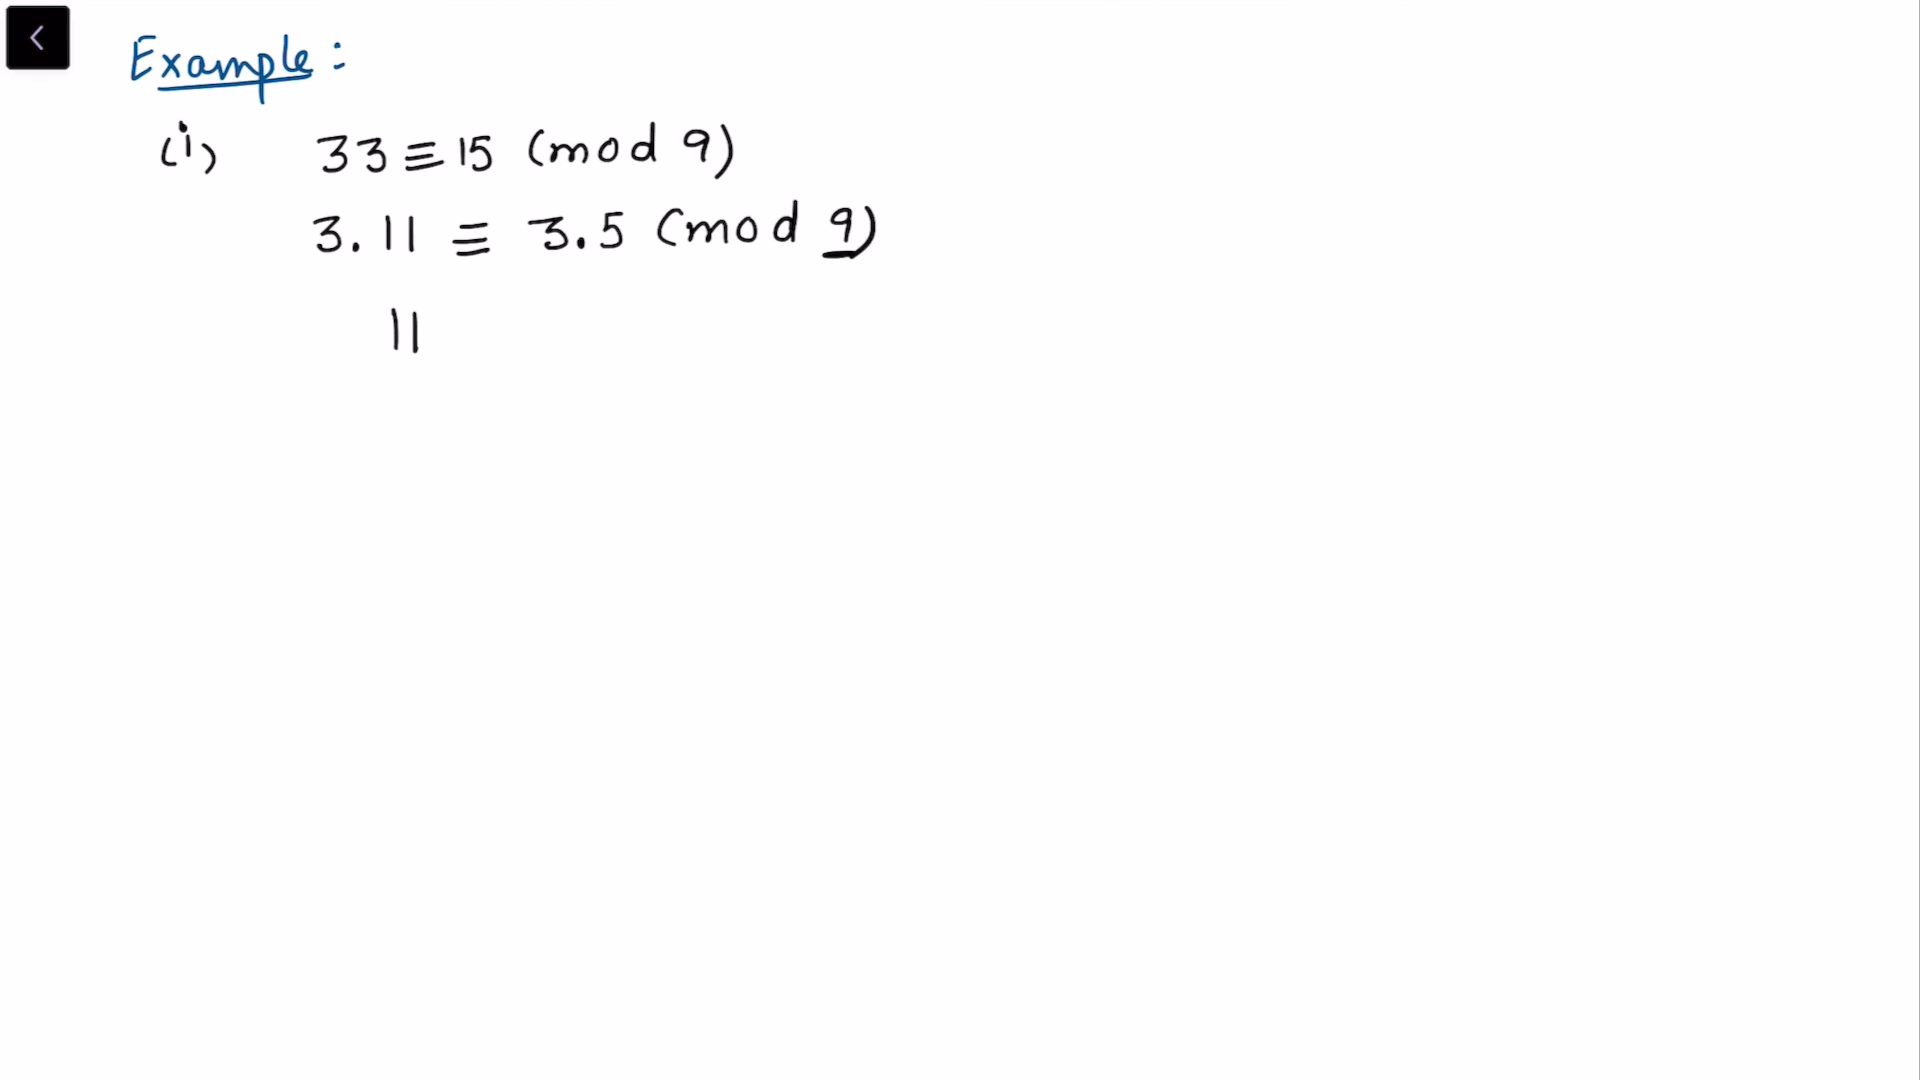 Example :
(i) 33 ≡ 15 (mod 9)
3. 11 ≡ 3.5 (mod 9)
11